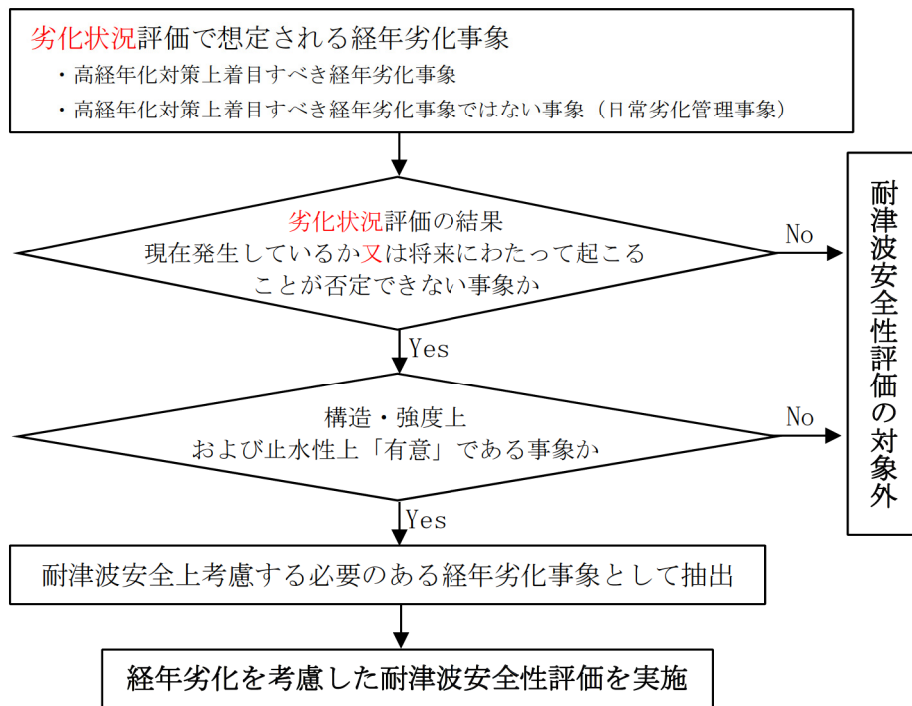 劣化状況評価で想定される経年劣化事象
・高経年化対策上着目すべき経年劣化事象
・高経年化対策上着目すべき経年劣化事象ではない事象（日常劣化管理事象）
劣化状況評価の結果
現在発生しているか又は将来にわたって起こる
ことが否定できない事象か
No
耐津波安全性評価の対象外
Yes
構造・強度上
および止水性上「有意」である事象か
No
Yes
耐津波安全上考慮する必要のある経年劣化事象として抽出
経年劣化を考慮した耐津波安全性評価を実施